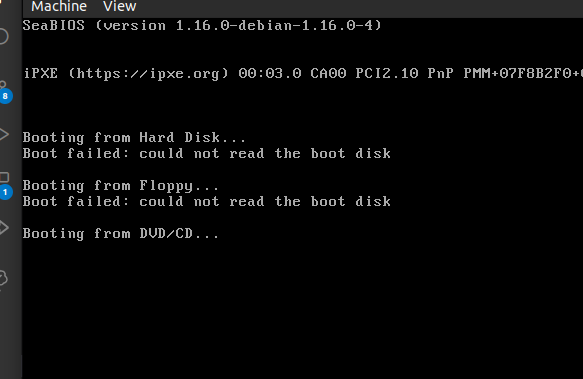 Machine View
SeaBIOS (version 1.16.0-debian-1.16.0-4)
iPXE (https://ipxe.org) 00:03.0 CA00 PCI2.10 PnP PMM+07F8B2F0+
8
Booting from Hard Disk...
Boot failed: could not read the boot disk
Booting from Floppy...
1
Boot failed: could not read the boot disk
Booting from DVD/CD...